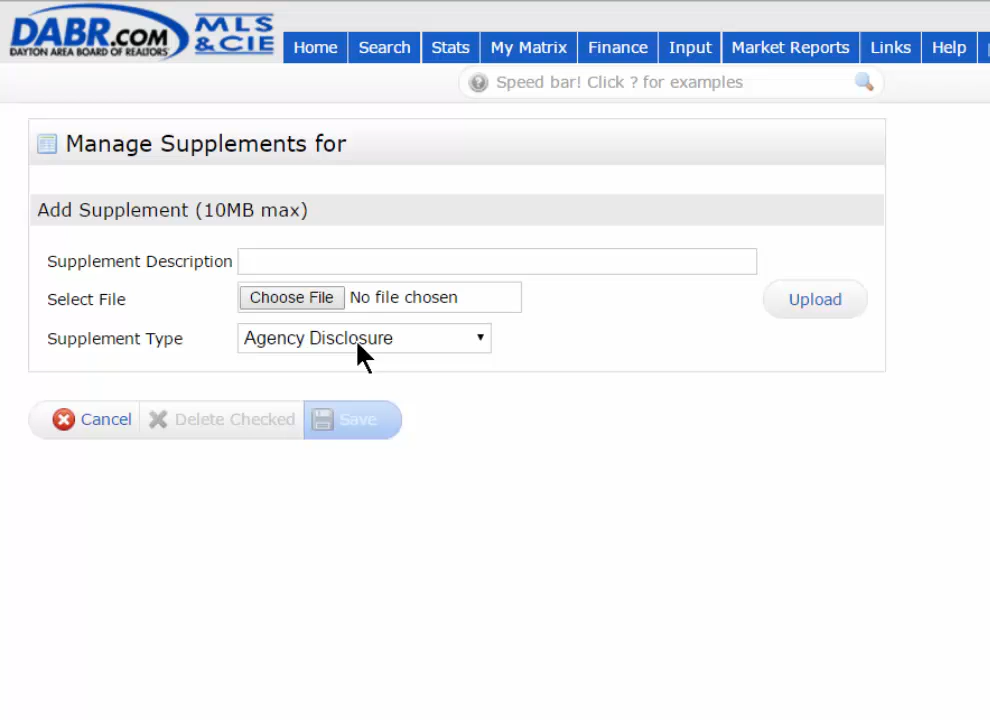 DABR.COM
DAYTON AREA BOARD OF REALTORS
MLS
&CIE
Home Search Stats My Matrix Finance Input Market Reports Links Help
? Speed bar! Click ? for examples
Manage Supplements for
Add Supplement (10MB max)
Supplement Description
Select File Choose File No file chosen Upload
Supplement Type Agency Disclosure
Cancel Delete Checked Save